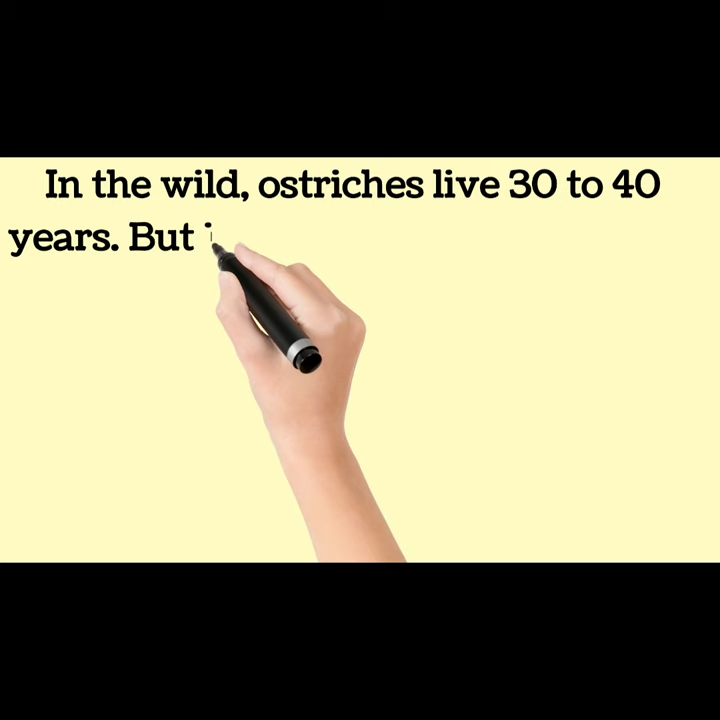 In the wild, ostriches live 30 to 40
years. But